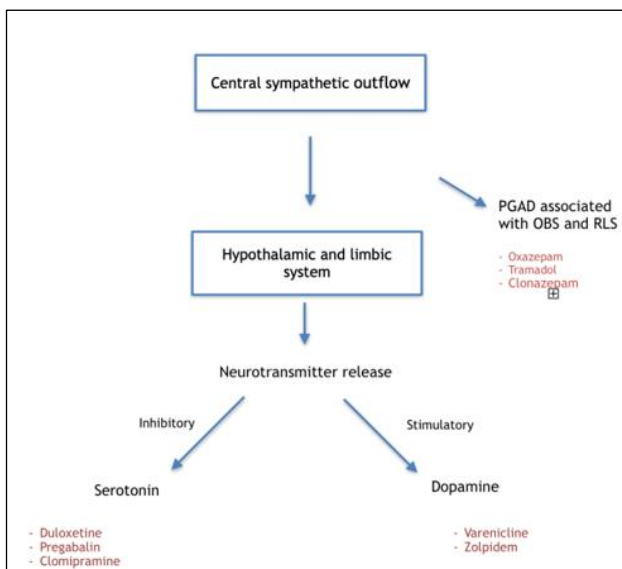 Central sympathetic outflow
PGAD associated
with OBS and RLS
- Oxazepam
- Tramadol
- Clonazepam
Hypothalamic and limbic
system
Neurotransmitter release
Inhibitory
Stimulatory
Serotonin
Dopamine
- Duloxetine
- Pregabalin
- Clomipramine
- Varenicline
- Zolpidem